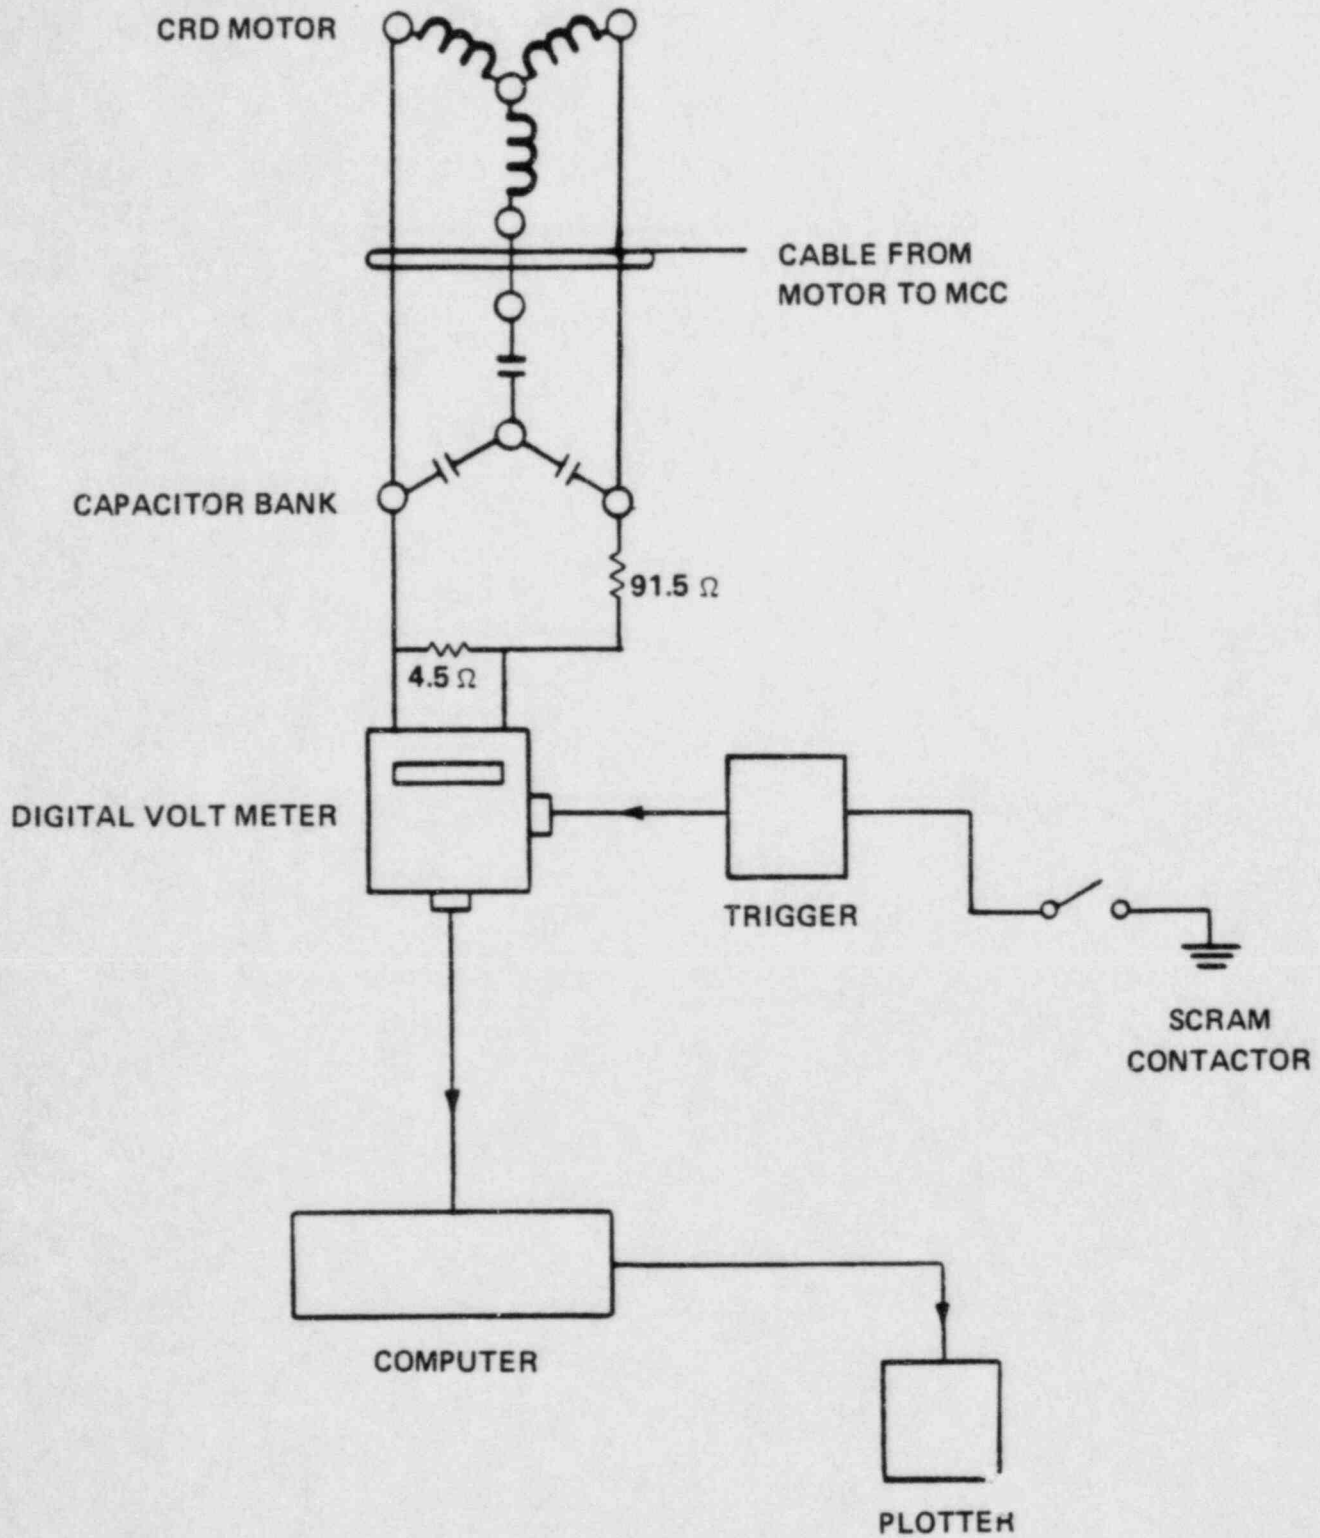 CRD MOTOR
CABLE FROM
MOTOR TO MCC
CAPACITOR BANK
91.5 Ω
4.5 Ω
DIGITAL VOLT METER
TRIGGER
SCRAM
CONTACTOR
COMPUTER
PLOTTER